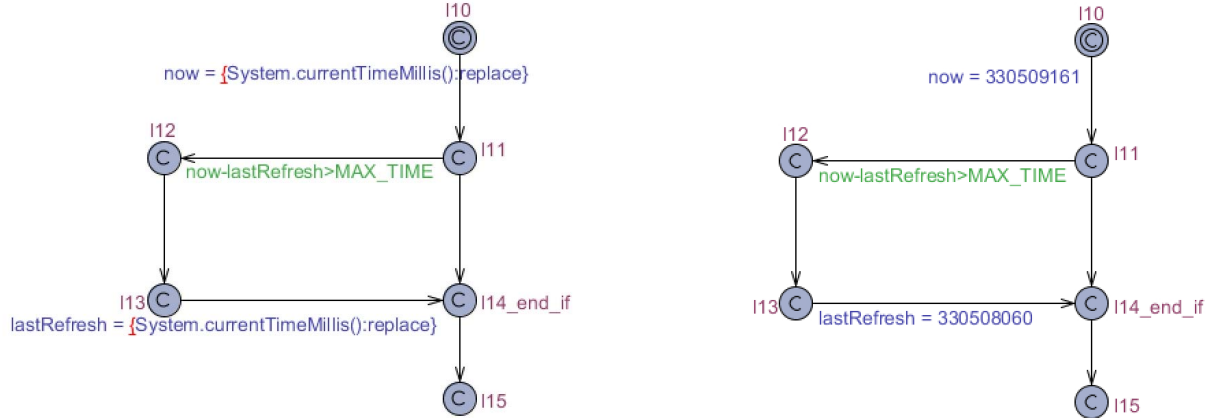 l10
C
now = {System.currentTimeMillis():replace}
l12
C
C
l11
now-lastRefresh>MAX_TIME
l13
C
C
l14_end_if
lastRefresh = {System.currentTimeMillis():replace}
C
l15
l10
C
now = 330509161
l12
C
C
l11
now-lastRefresh>MAX_TIME
l13
C
C
l14_end_if
lastRefresh = 330508060
C
l15